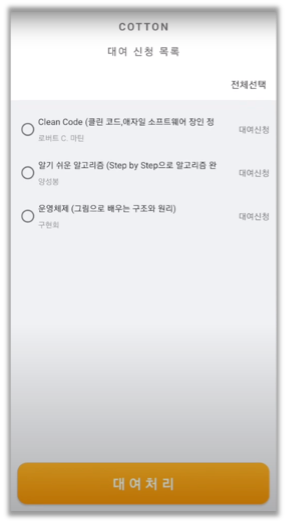 COTTON
대여 신청 목록
전체선택
Clean Code (클린 코드,애자일 소프트웨어 장인 정
대여신청
로버트 C. 마틴
알기 쉬운 알고리즘 (Step by Step으로 알고리즘 완
대여신청
양성봉
운영체제 (그림으로 배우는 구조와 원리)
대여신청
구현회
대여처리